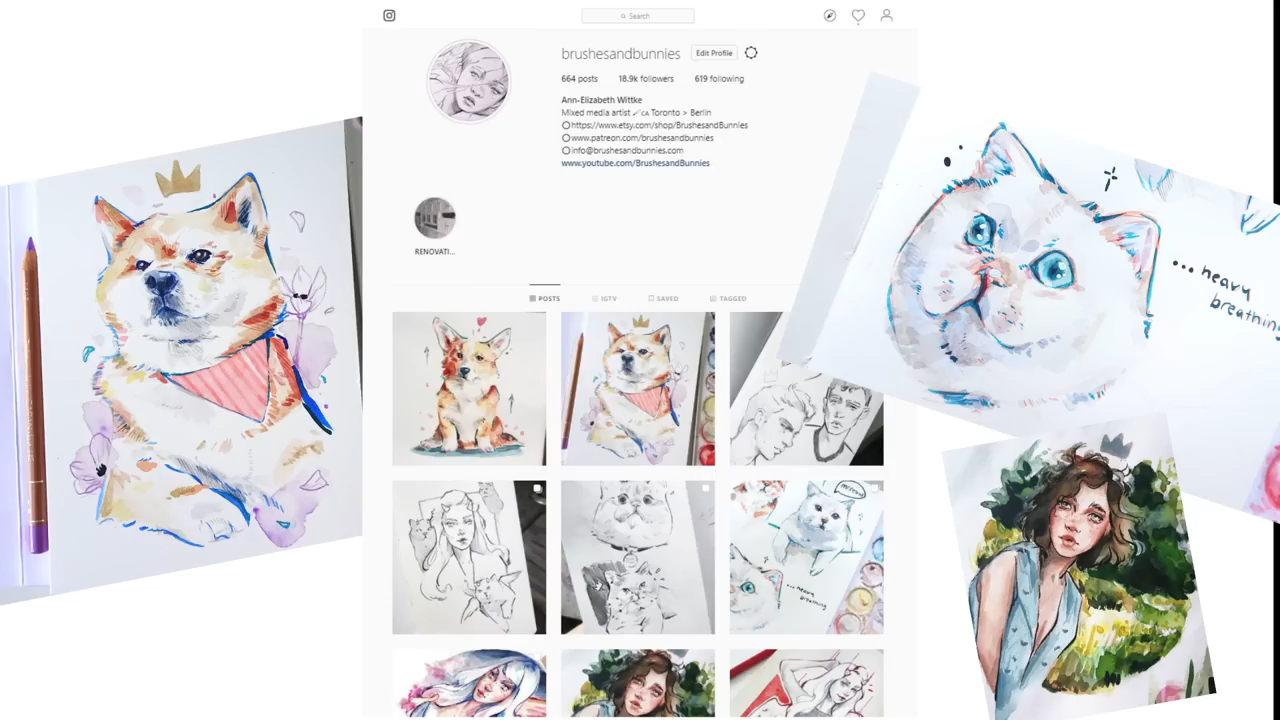 Search
brushesandbunnies Edit Profile
664 posts 18.9k followers 619 following
Ann-Elizabeth Wittke
Mixed media artist 🖌🇨🇦 Toronto > Berlin
https://www.etsy.com/shop/BrushesandBunnies
www.patreon.com/brushesandbunnies
info@brushesandbunnies.com
www.youtube.com/BrushesandBunnies
RENOVATI...
POSTS IGTV SAVED TAGGED
... heavy
breathing
... heavy
breathing